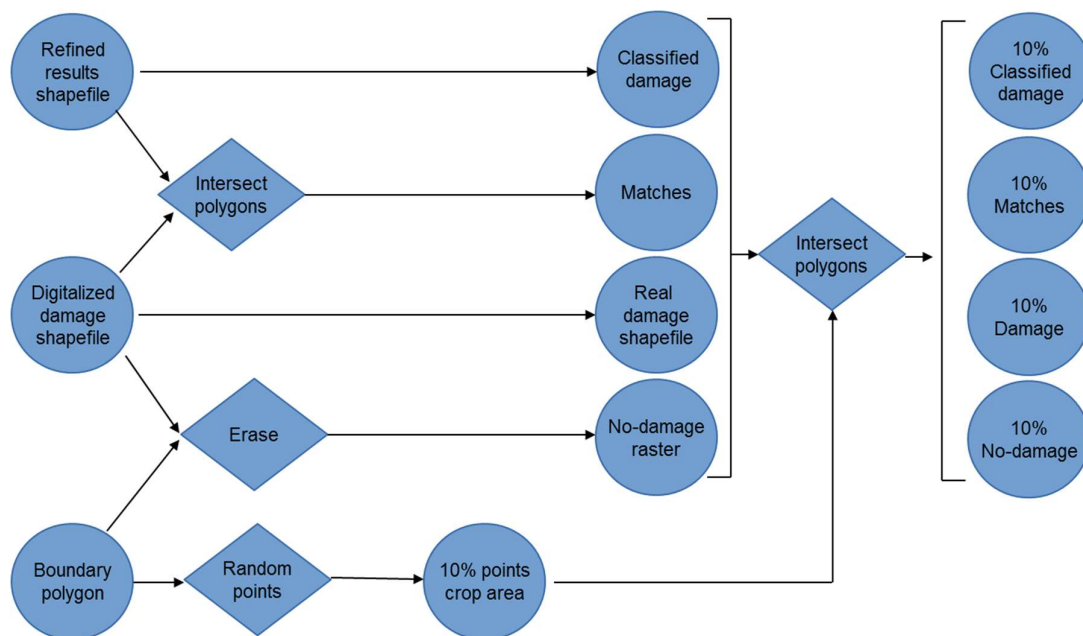 Refined
results
shapefile
Classified
damage
10%
Classified
damage
Intersect
polygons
Matches
10%
Matches
Intersect
polygons
Digitalized
damage
shapefile
Real
damage
shapefile
10%
Damage
Erase
No-damage
raster
10%
No-damage
Boundary
polygon
Random
points
10% points
crop area